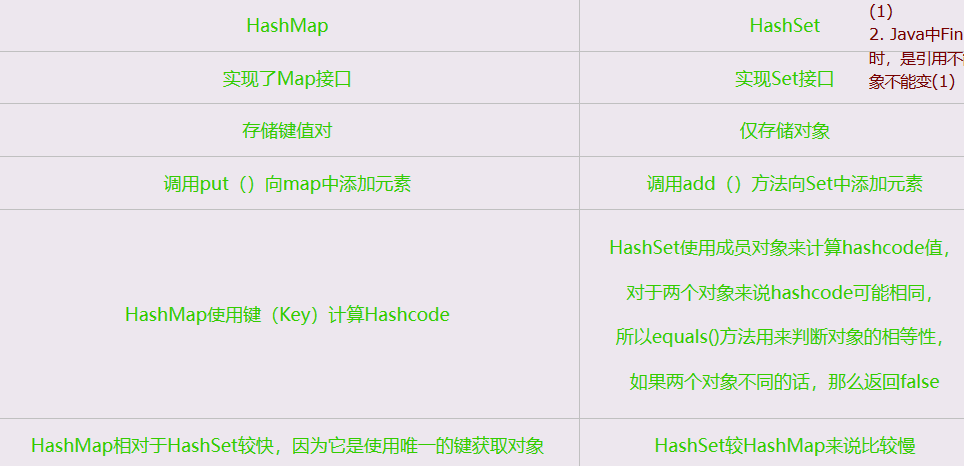 HashMap
HashSet
实现了Map接口
实现Set接口
存储键值对
仅存储对象
调用put（）向map中添加元素
调用add（）方法向Set中添加元素
HashMap使用键（Key）计算Hashcode
HashSet使用成员对象来计算hashcode值，
对于两个对象来说hashcode可能相同，
所以equals()方法用来判断对象的相等性，
如果两个对象不同的话，那么返回false
HashMap相对于HashSet较快，因为它是使用唯一的键获取对象
HashSet较HashMap来说比较慢
(1)
2. Java中Fin
时，是引用不
象不能变(1)